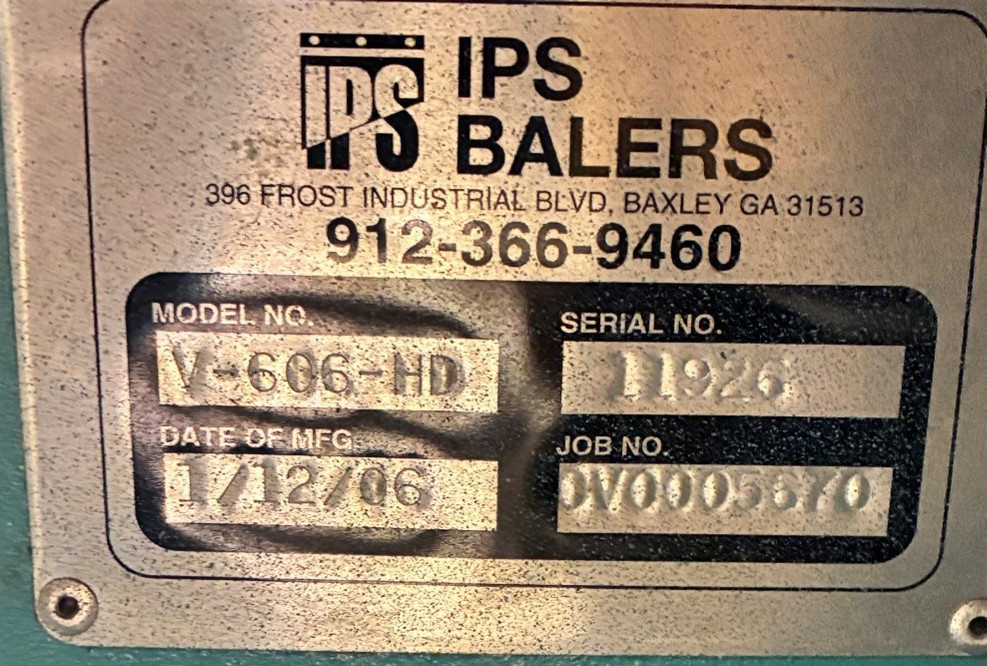 IPS
IPS
BALERS
396 FROST INDUSTRIAL BLVD, BAXLEY GA 31513
912-366-9460
MODEL NO.
V-606-HD
SERIAL NO.
11926
DATE OF MFG
1/12/06
JOB NO.
0V0005670